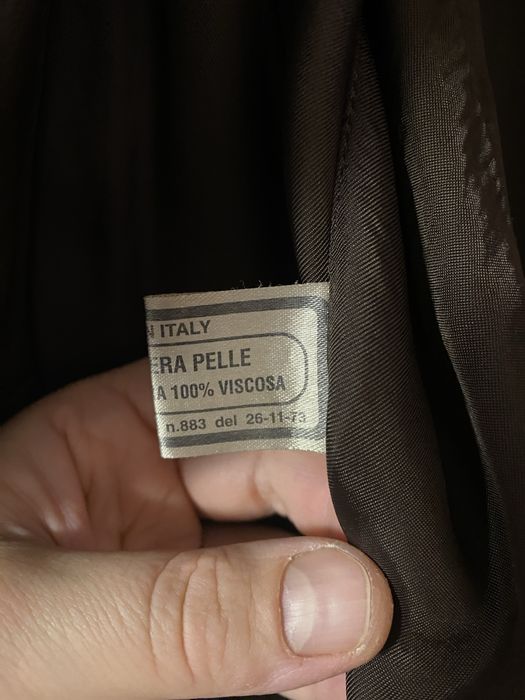 ITALY
ERA PELLE
A 100% VISCOSA
n.883 del 26-11-73